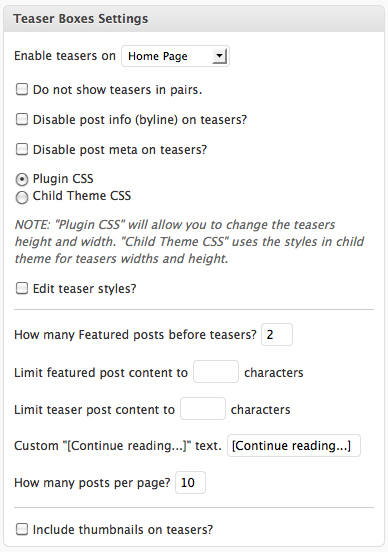 Teaser Boxes Settings
Enable teasers on Home Page
Do not show teasers in pairs.
Disable post info (byline) on teasers?
Disable post meta on teasers?
Plugin CSS
Child Theme CSS
NOTE: "Plugin CSS" will allow you to change the teasers
height and width. "Child Theme CSS" uses the styles in child
theme for teasers widths and height.
Edit teaser styles?
How many Featured posts before teasers? 2
Limit featured post content to characters
Limit teaser post content to characters
Custom "[Continue reading...]" text. [Continue reading...]
How many posts per page? 10
Include thumbnails on teasers?